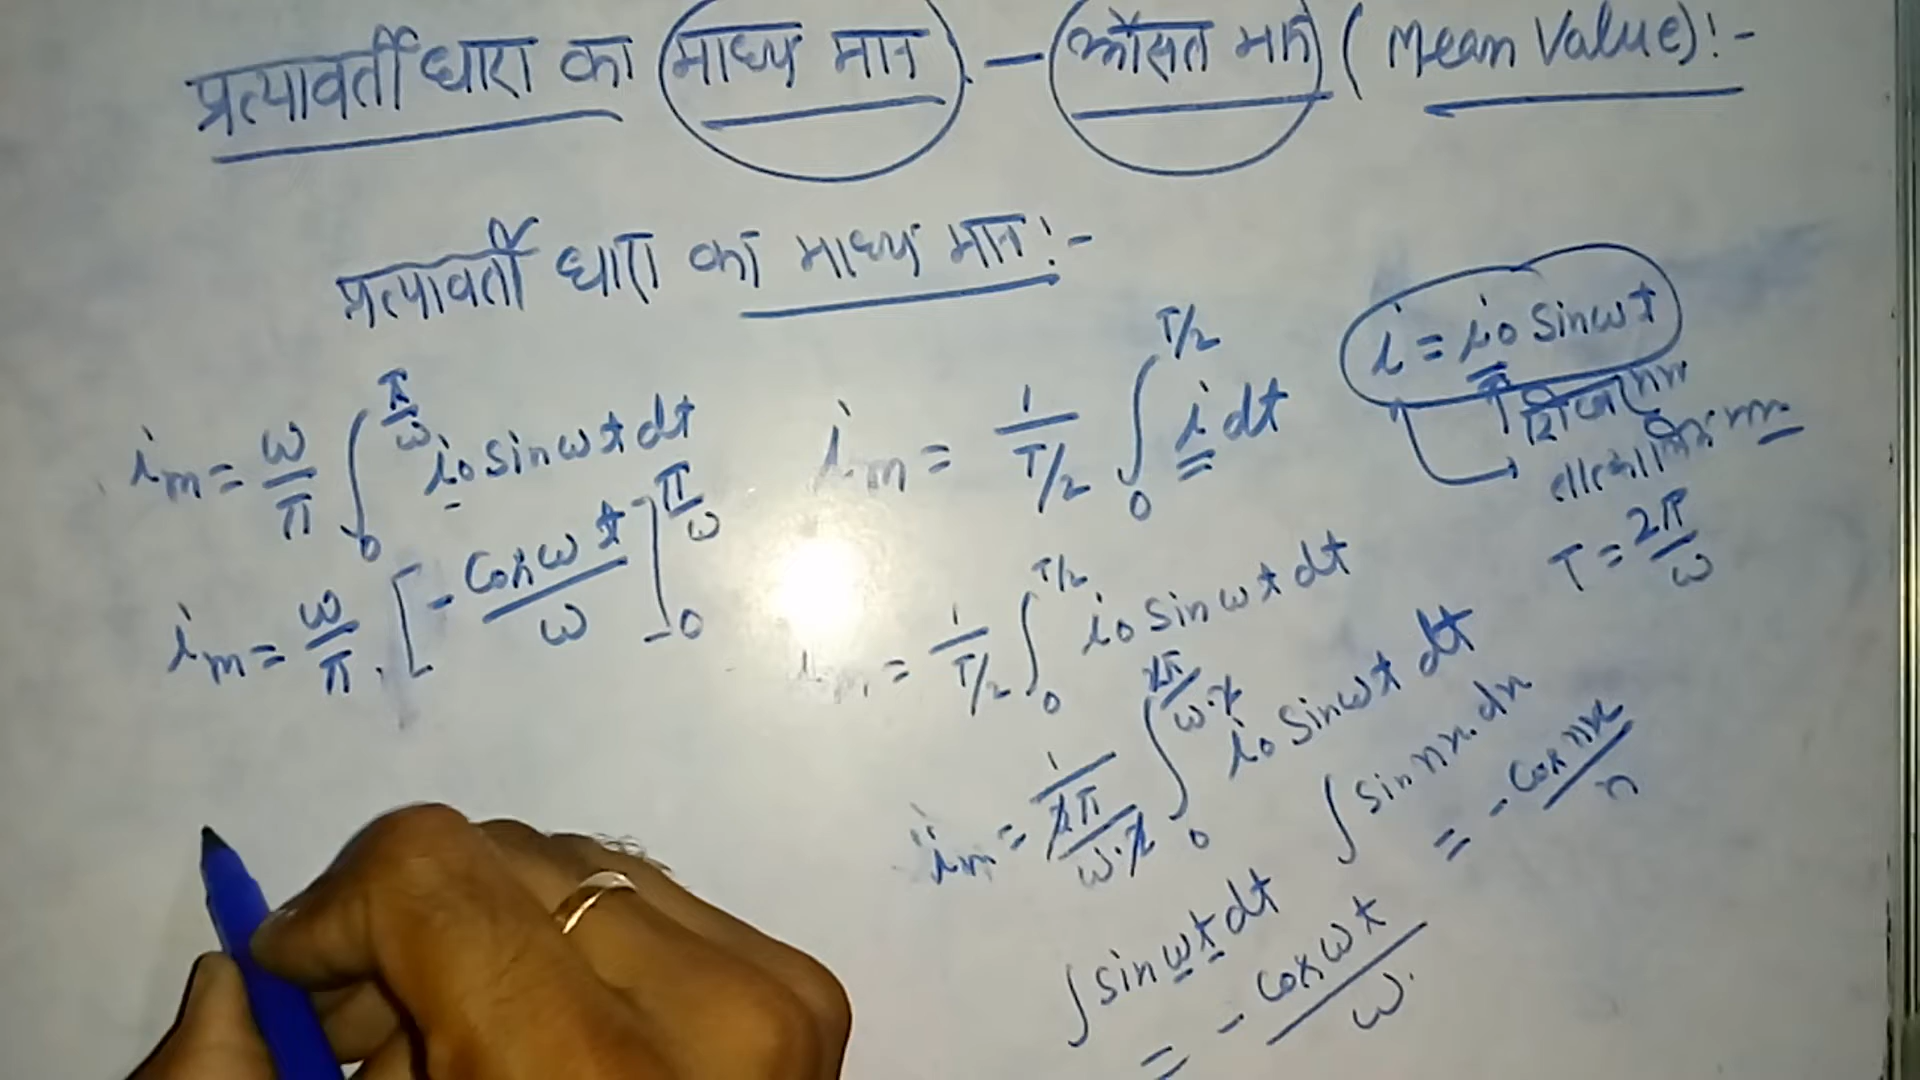 प्रत्यावर्ती धारा का माध्य मान - औसत मान ( Mean Value):-
प्रत्यावर्ती धारा का माध्य मान:-
i = i₀ sinωt
शिखर मान
तात्कालिक मान
T = 2π/ω
iₘ = 1/(T/2) ∫₀^(T/2) i dt
iₘ = 1/(T/2) ∫₀^(T/2) i₀ sinωt dt
iₘ = 1/(2π/ω.2) ∫₀^(2π/ω.2) i₀ sinωt dt
∫ sin nx. dx
= - cos nx/n
∫ sinωt dt
= - cosωt/ω.
iₘ = ω/π ∫₀^(π/ω) i₀ sinωt dt
iₘ = ω/π . [- cosωt/ω]₀^(π/ω)